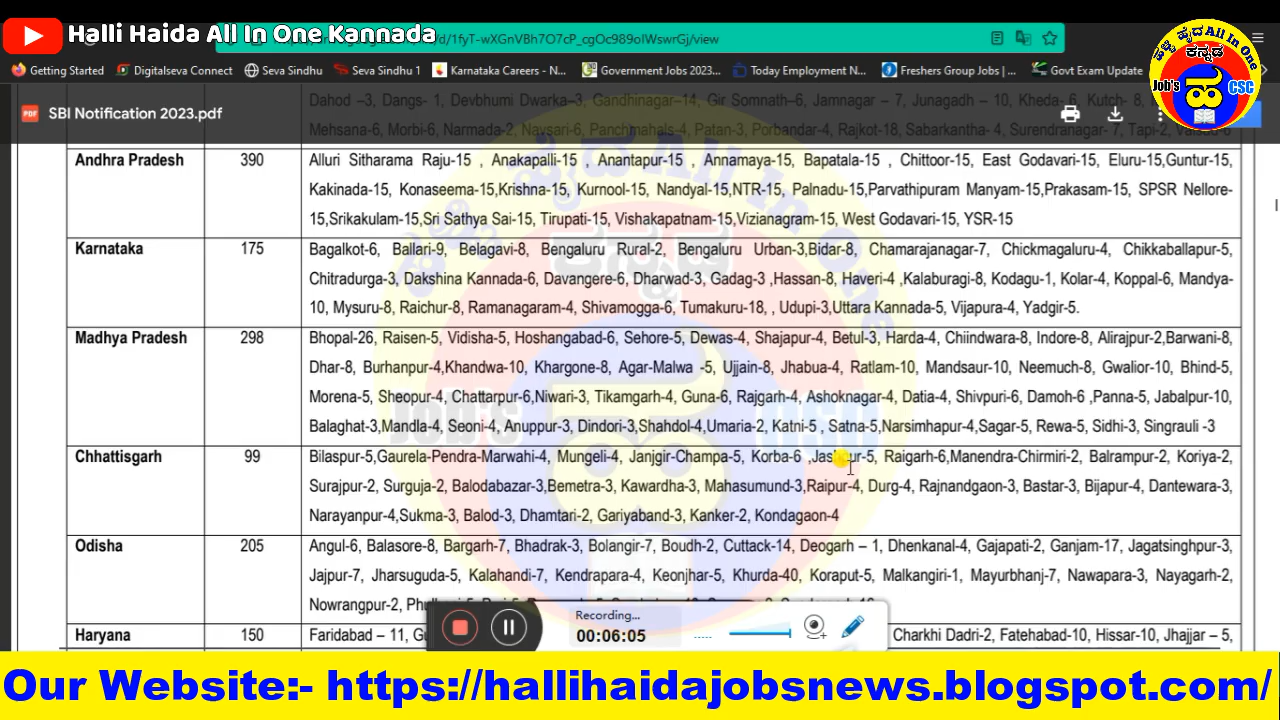 Halli Haida All In One Kannada
d/1fyT-wXGnVBh7O7cP_cgOc989oIWswrGj/view
Getting Started Digitalseva Connect Seva Sindhu Seva Sindhu 1 Karnataka Careers - N... Government Jobs 2023... Today Employment N... Freshers Group Jobs | ... Govt Exam Update
ಹಳ್ಳಿ ಹೈದ All In One
ಕನ್ನಡ
Job's CSC
PDF SBI Notification 2023.pdf
Dahod –3, Dangs- 1, Devbhumi Dwarka–3, Gandhinagar–14, Gir Somnath–6, Jamnagar – 7, Junagadh – 10, Kheda- 6, Kutch- 8,
Mehsana-6, Morbi-6, Narmada-2, Navsari-6, Panchmahals-4, Patan-3, Porbandar-4, Rajkot-18, Sabarkantha- 4, Surendranagar- 7, Tapi-2,
Andhra Pradesh 390 Alluri Sitharama Raju-15 , Anakapalli-15 , Anantapur-15 , Annamaya-15, Bapatala-15 , Chittoor-15, East Godavari-15, Eluru-15,Guntur-15,
Kakinada-15, Konaseema-15,Krishna-15, Kurnool-15, Nandyal-15,NTR-15, Palnadu-15,Parvathipuram Manyam-15,Prakasam-15, SPSR Nellore-
15,Srikakulam-15,Sri Sathya Sai-15, Tirupati-15, Vishakapatnam-15,Vizianagram-15, West Godavari-15, YSR-15
Karnataka 175 Bagalkot-6, Ballari-9, Belagavi-8, Bengaluru Rural-2, Bengaluru Urban-3,Bidar-8, Chamarajanagar-7, Chickmagaluru-4, Chikkaballapur-5,
Chitradurga-3, Dakshina Kannada-6, Davangere-6, Dharwad-3, Gadag-3 ,Hassan-8, Haveri-4 ,Kalaburagi-8, Kodagu-1, Kolar-4, Koppal-6, Mandya-
10, Mysuru-8, Raichur-8, Ramanagaram-4, Shivamogga-6, Tumakuru-18, , Udupi-3,Uttara Kannada-5, Vijapura-4, Yadgir-5.
Madhya Pradesh 298 Bhopal-26, Raisen-5, Vidisha-5, Hoshangabad-6, Sehore-5, Dewas-4, Shajapur-4, Betul-3, Harda-4, Chiindwara-8, Indore-8, Alirajpur-2,Barwani-8,
Dhar-8, Burhanpur-4,Khandwa-10, Khargone-8, Agar-Malwa -5, Ujjain-8, Jhabua-4, Ratlam-10, Mandsaur-10, Neemuch-8, Gwalior-10, Bhind-5,
Morena-5, Sheopur-4, Chattarpur-6,Niwari-3, Tikamgarh-4, Guna-6, Rajgarh-4, Ashoknagar-4, Datia-4, Shivpuri-6, Damoh-6 ,Panna-5, Jabalpur-10,
Balaghat-3,Mandla-4, Seoni-4, Anuppur-3, Dindori-3,Shahdol-4,Umaria-2, Katni-5 , Satna-5,Narsimhapur-4,Sagar-5, Rewa-5, Sidhi-3, Singrauli -3
Chhattisgarh 99 Bilaspur-5,Gaurela-Pendra-Marwahi-4, Mungeli-4, Janjgir-Champa-5, Korba-6 ,Jashpur-5, Raigarh-6,Manendra-Chirmiri-2, Balrampur-2, Koriya-2,
Surajpur-2, Surguja-2, Balodabazar-3,Bemetra-3, Kawardha-3, Mahasumund-3,Raipur-4, Durg-4, Rajnandgaon-3, Bastar-3, Bijapur-4, Dantewara-3,
Narayanpur-4,Sukma-3, Balod-3, Dhamtari-2, Gariyaband-3, Kanker-2, Kondagaon-4
Odisha 205 Angul-6, Balasore-8, Bargarh-7, Bhadrak-3, Bolangir-7, Boudh-2, Cuttack-14, Deogarh – 1, Dhenkanal-4, Gajapati-2, Ganjam-17, Jagatsinghpur-3,
Jajpur-7, Jharsuguda-5, Kalahandi-7, Kendrapara-4, Keonjhar-5, Khurda-40, Koraput-5, Malkangiri-1, Mayurbhanj-7, Nawapara-3, Nayagarh-2,
Nowrangpur-2,
Recording...
00:06:05
Haryana 150 Faridabad – 11, Charkhi Dadri-2, Fatehabad-10, Hissar-10, Jhajjar – 5,
Our Website:- https://hallihaidajobsnews.blogspot.com/